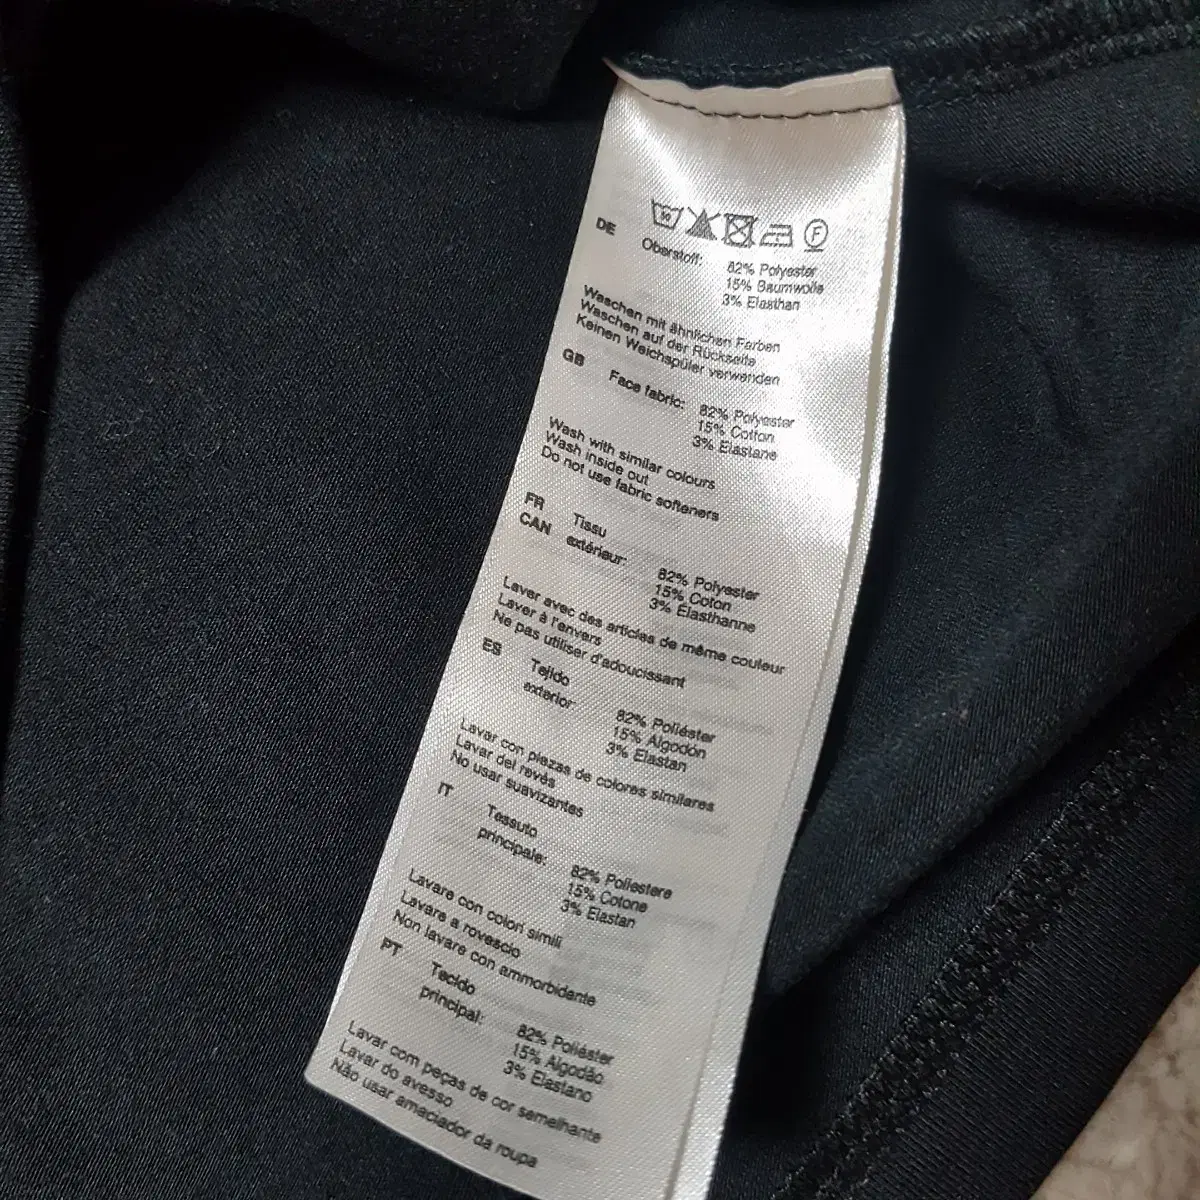 30
F
DE
Oberstoff: 82% Polyester
15% Baumwolle
3% Elasthan
Waschen mit ähnlichen Farben
Waschen auf der Rückseite
Keinen Weichspüler verwenden
GB
Face fabric: 82% Polyester
15% Cotton
3% Elastane
Wash with similar colours
Wash inside out
Do not use fabric softeners
FR
CAN
Tissu
extérieur: 82% Polyester
15% Coton
3% Élasthanne
Laver avec des articles de même couleur
Laver à l'envers
Ne pas utiliser d'adoucissant
ES
Tejido
exterior: 82% Poliéster
15% Algodón
3% Elastan
Lavar con piezas de colores similares
Lavar del revés
No usar suavizantes
IT
Tessuto
principale: 82% Poliestere
15% Cotone
3% Elastan
Lavare con colori simili
Lavare a rovescio
Non lavare con ammorbidente
PT
Tecido
principal: 82% Poliéster
15% Algodão
3% Elastano
Lavar com peças de cor semelhante
Lavar do avesso
Não usar amaciador da roupa